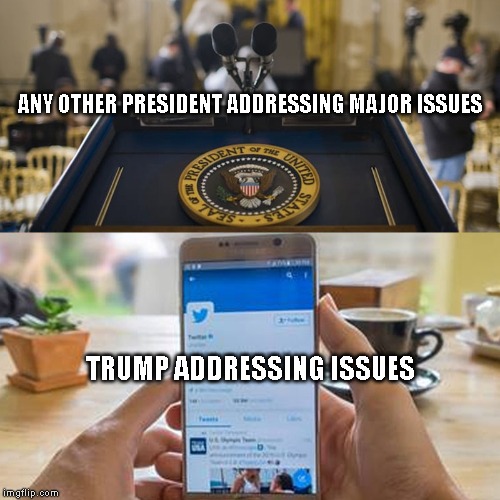 ANY OTHER PRESIDENT ADDRESSING MAJOR ISSUES
SEAL OF THE PRESIDENT OF THE UNITED STATES
Follow
Twitter
TRUMP ADDRESSING ISSUES
Tweets Media Likes
U.S. Olympic Team
USA
imgflip.com